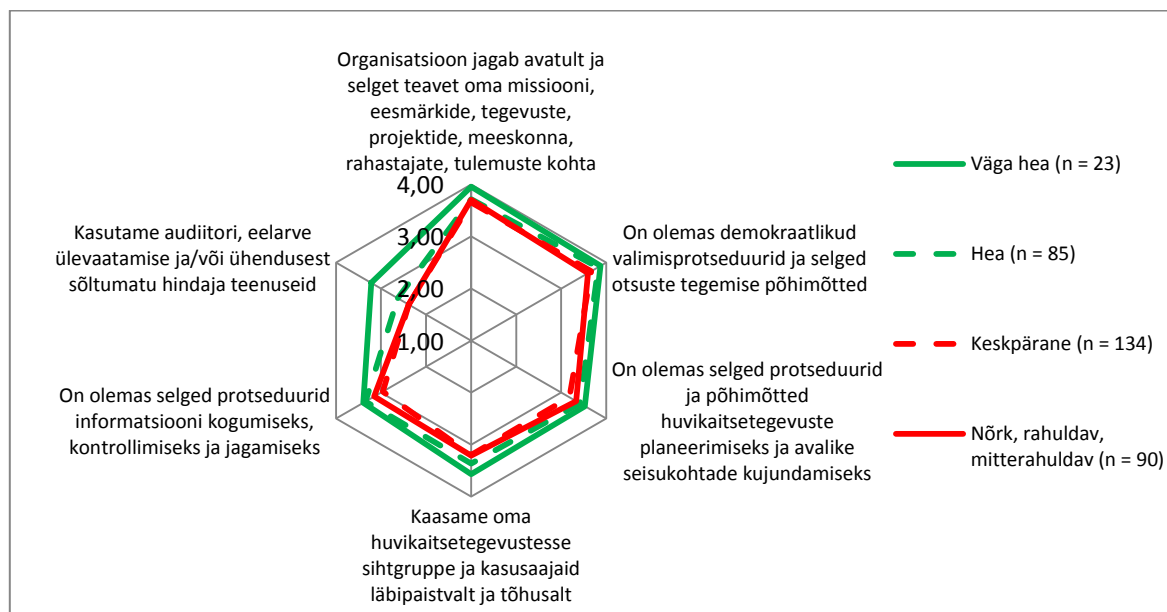 Organisatsioon jagab avatult ja
selget teavet oma missiooni,
eesmärkide, tegevuste,
projektide, meeskonna,
rahastajate, tulemuste kohta
4,00
3,00
2,00
1,00
On olemas demokraatlikud
valimisprotseduurid ja selged
otsuste tegemise põhimõtted
On olemas selged protseduurid
ja põhimõtted
huvikaitsetegevuste
planeerimiseks ja avalike
seisukohtade kujundamiseks
Kaasame oma
huvikaitsetegevustesse
sihtgruppe ja kasusaajaid
läbipaistvalt ja tõhusalt
On olemas selged protseduurid
informatsiooni kogumiseks,
kontrollimiseks ja jagamiseks
Kasutame audiitori, eelarve
ülevaatamise ja/või ühendusest
sõltumatu hindaja teenuseid
Väga hea (n = 23)
Hea (n = 85)
Keskpärane (n = 134)
Nõrk, rahuldav,
mitterahuldav (n = 90)